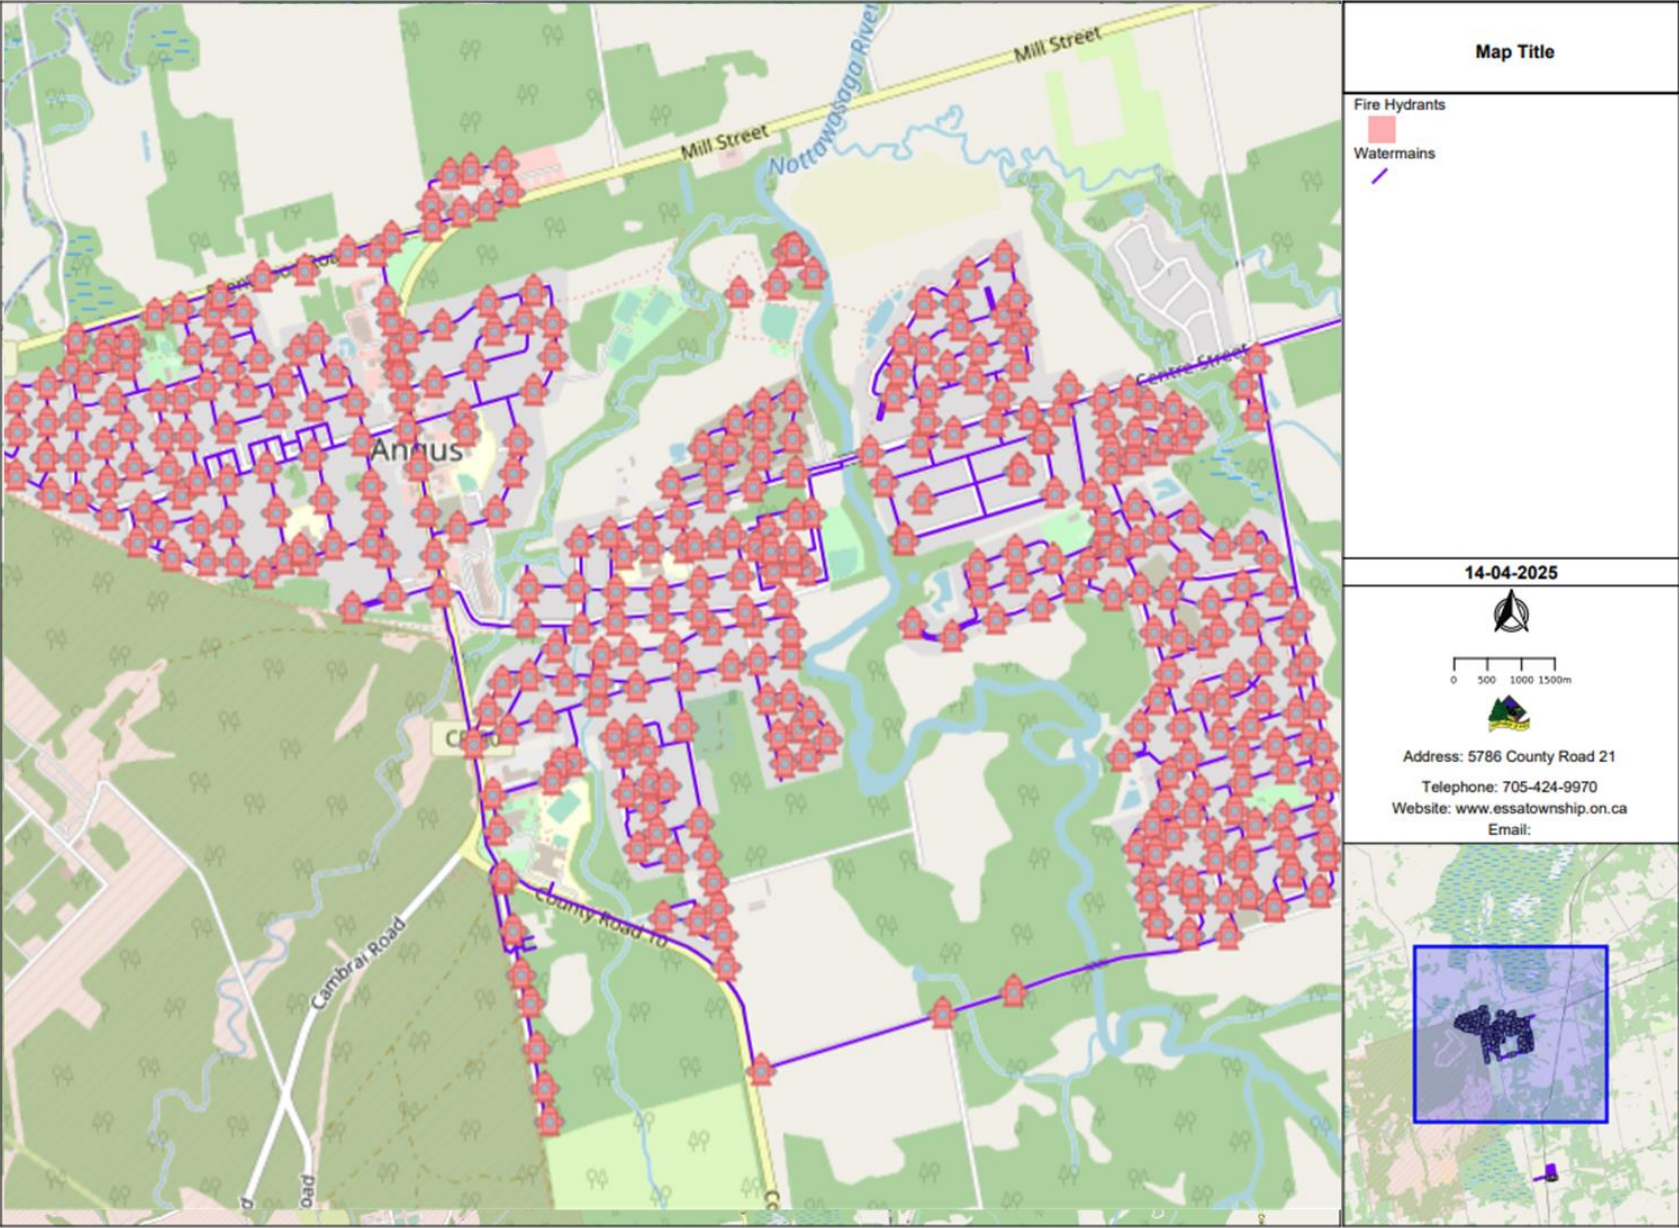 Mill Street
Mill Street
Nottawasaga River
Centre Street
Angus
County Road 10
Cambrai Road
oad
Map Title
Fire Hydrants
Watermains
14-04-2025
0 500 1000 1500m
Address: 5786 County Road 21
Telephone: 705-424-9970
Website: www.essatownship.on.ca
Email: